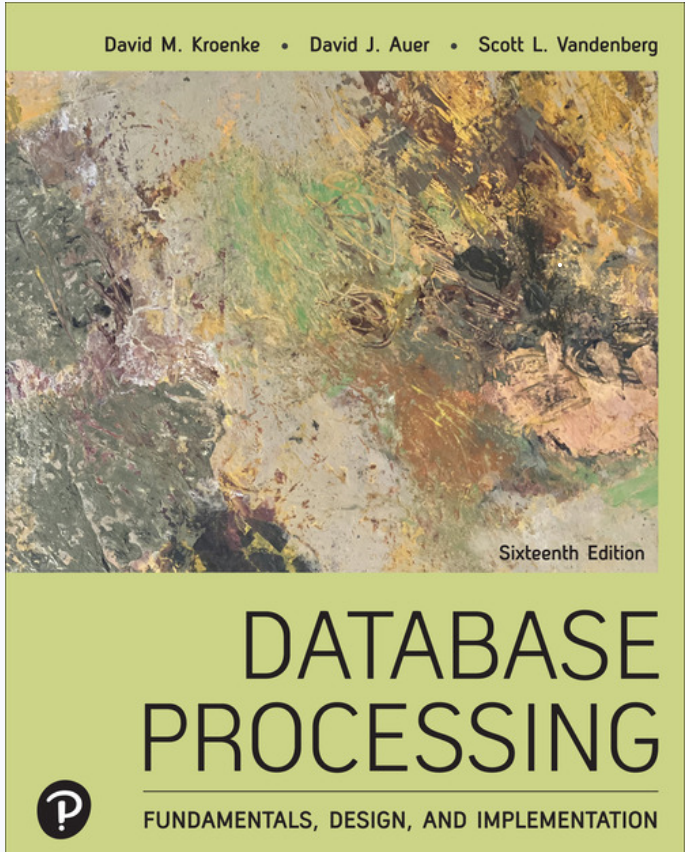 David M. Kroenke • David J. Auer • Scott L. Vandenberg
Sixteenth Edition
DATABASE
PROCESSING
P
FUNDAMENTALS, DESIGN, AND IMPLEMENTATION